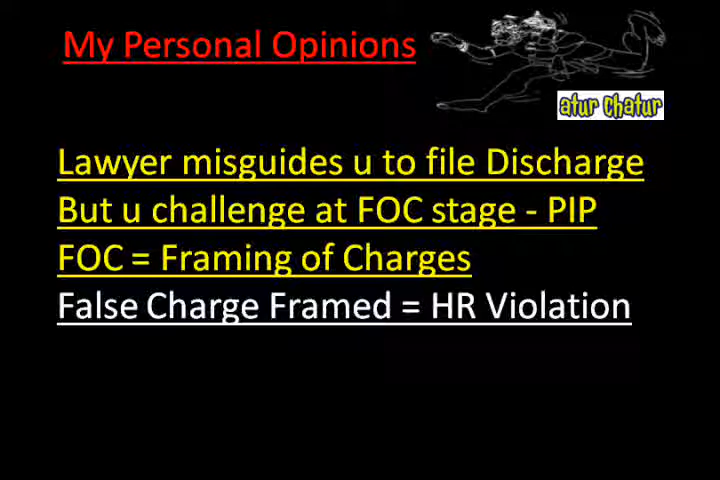 My Personal Opinions
atur chatur
Lawyer misguides u to file Discharge
But u challenge at FOC stage - PIP
FOC = Framing of Charges
False Charge Framed = HR Violation